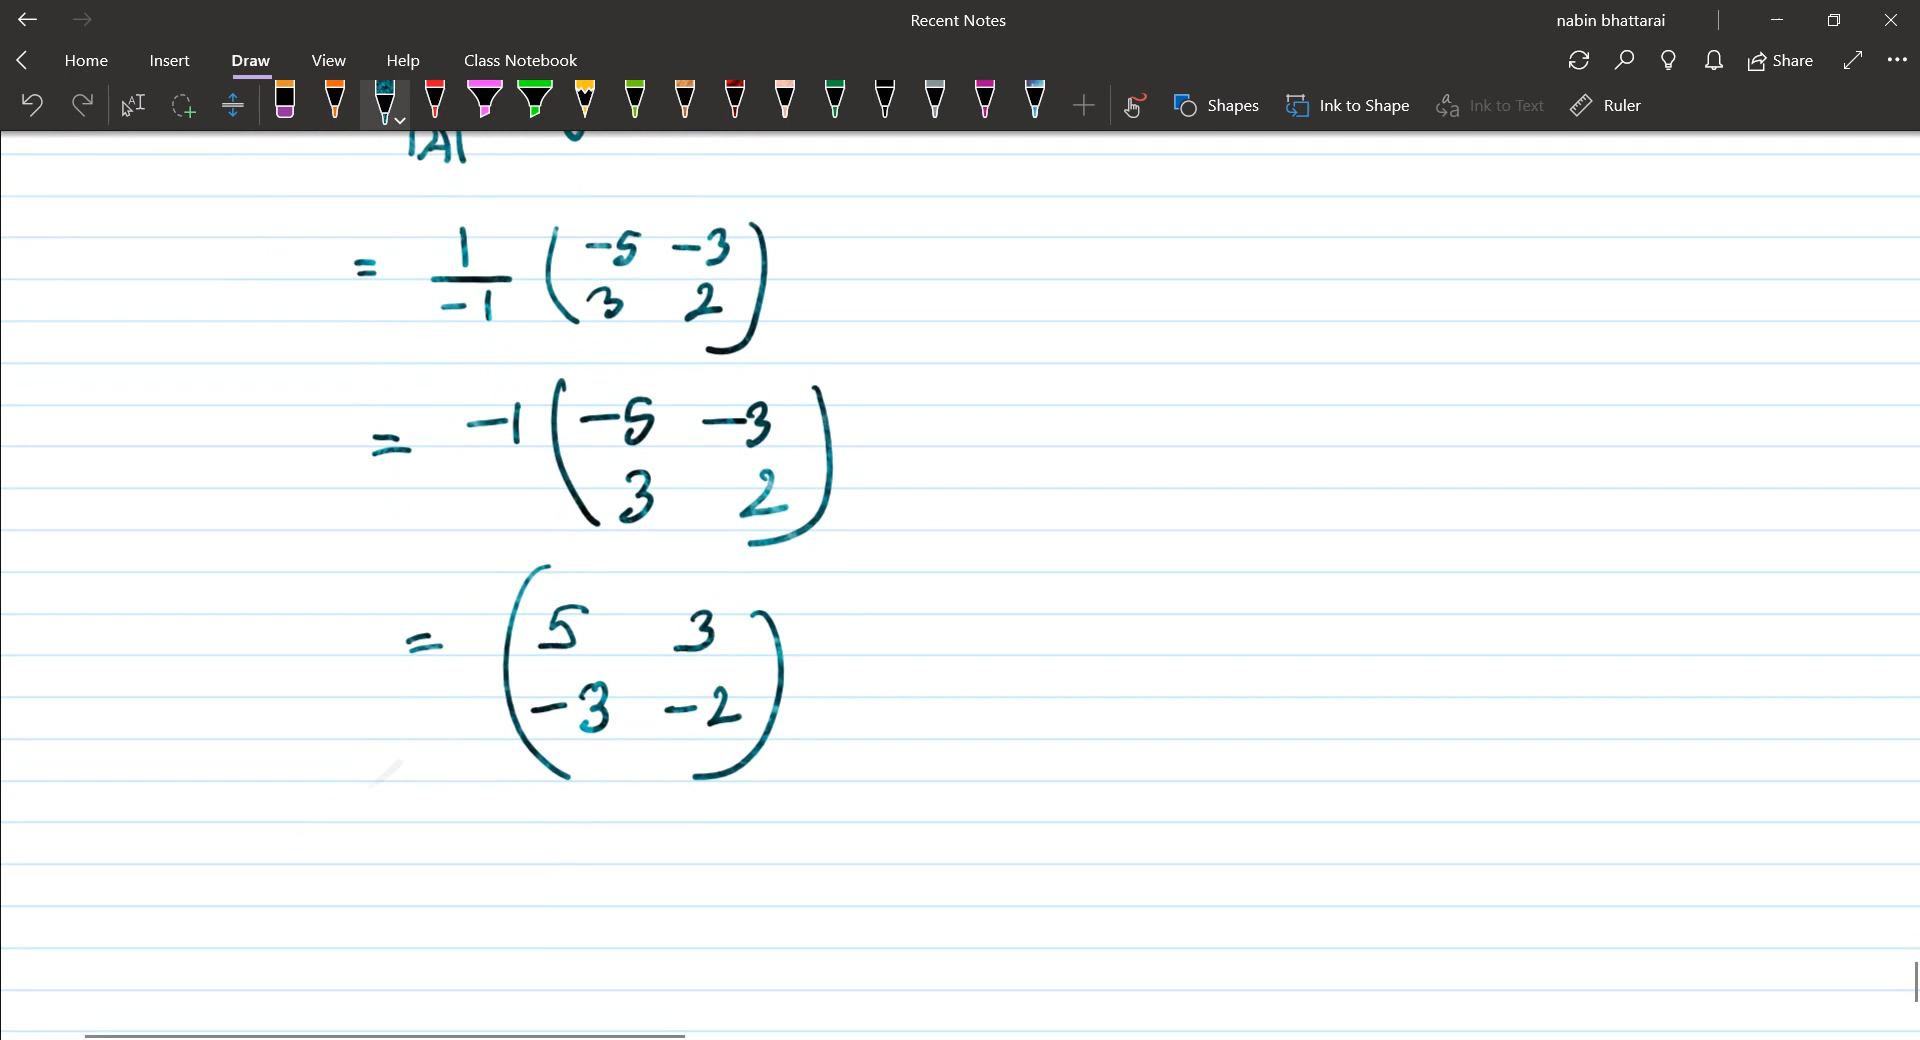 Recent Notes
nabin bhattarai
Home Insert Draw View Help Class Notebook
Share
Shapes Ink to Shape Ink to Text Ruler
|A|
= 1/-1 ( -5 -3
3 2 )
= -1 ( -5 -3
3 2 )
= ( 5 3
-3 -2 )